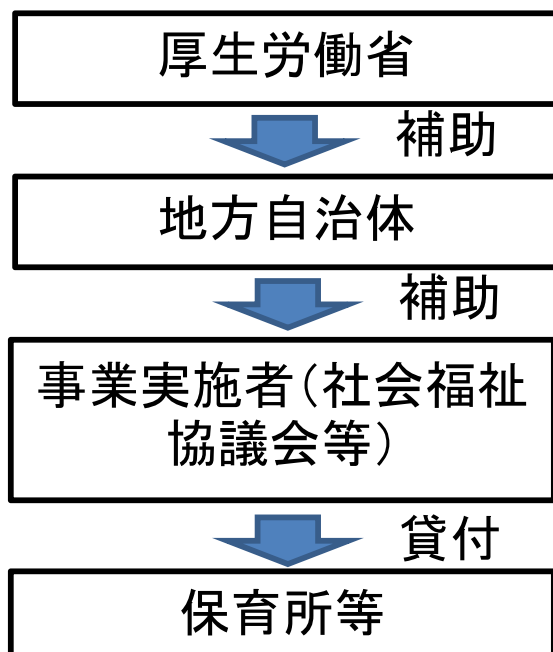 厚生労働省
補助
地方自治体
補助
事業実施者(社会福祉
協議会等)
貸付
保育所等